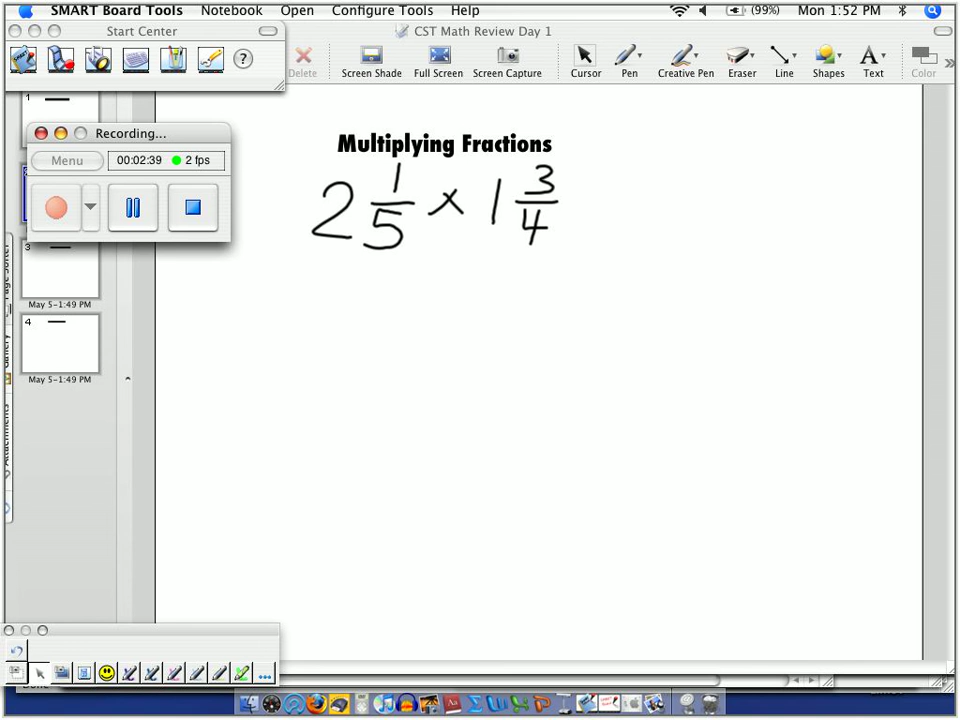 SMART Board Tools Notebook Open Configure Tools Help (99%) Mon 1:52 PM
Start Center
CST Math Review Day 1
?
Delete Screen Shade Full Screen Screen Capture Cursor Pen Creative Pen Eraser Line Shapes Text Color
1
Recording...
Menu 00:02:39 2 fps
Multiplying Fractions
2 1/5 × 1 3/4
3
May 5-1:49 PM
4
May 5-1:49 PM
Attachments